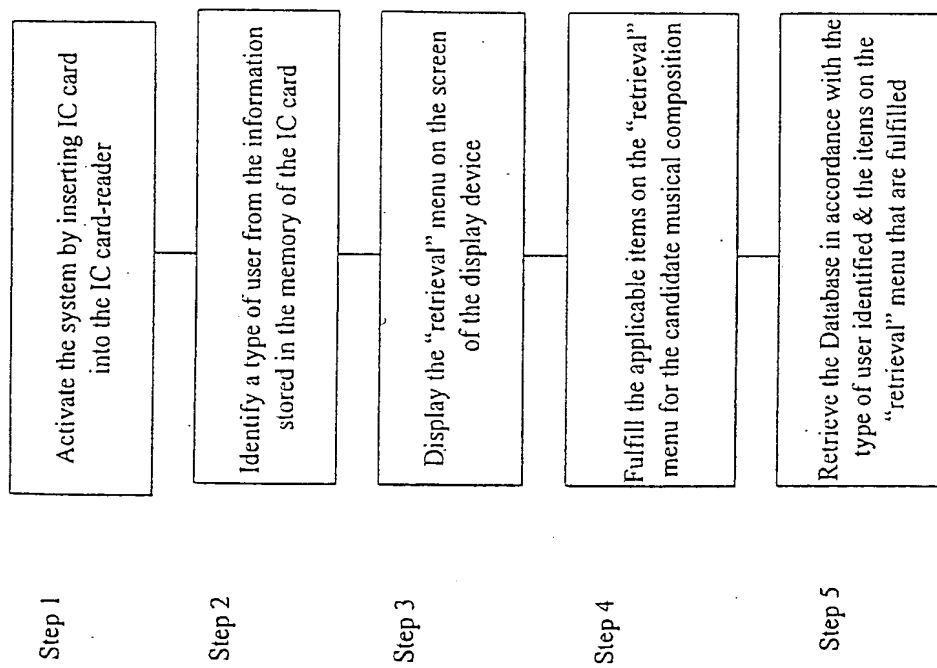 Step 1
Activate the system by inserting IC card
into the IC card-reader
Step 2
Identify a type of user from the information
stored in the memory of the IC card
Step 3
Display the “retrieval” menu on the screen
of the display device
Step 4
Fulfill the applicable items on the “retrieval”
menu for the candidate musical composition
Step 5
Retrieve the Database in accordance with the
type of user identified & the items on the
“retrieval” menu that are fulfilled